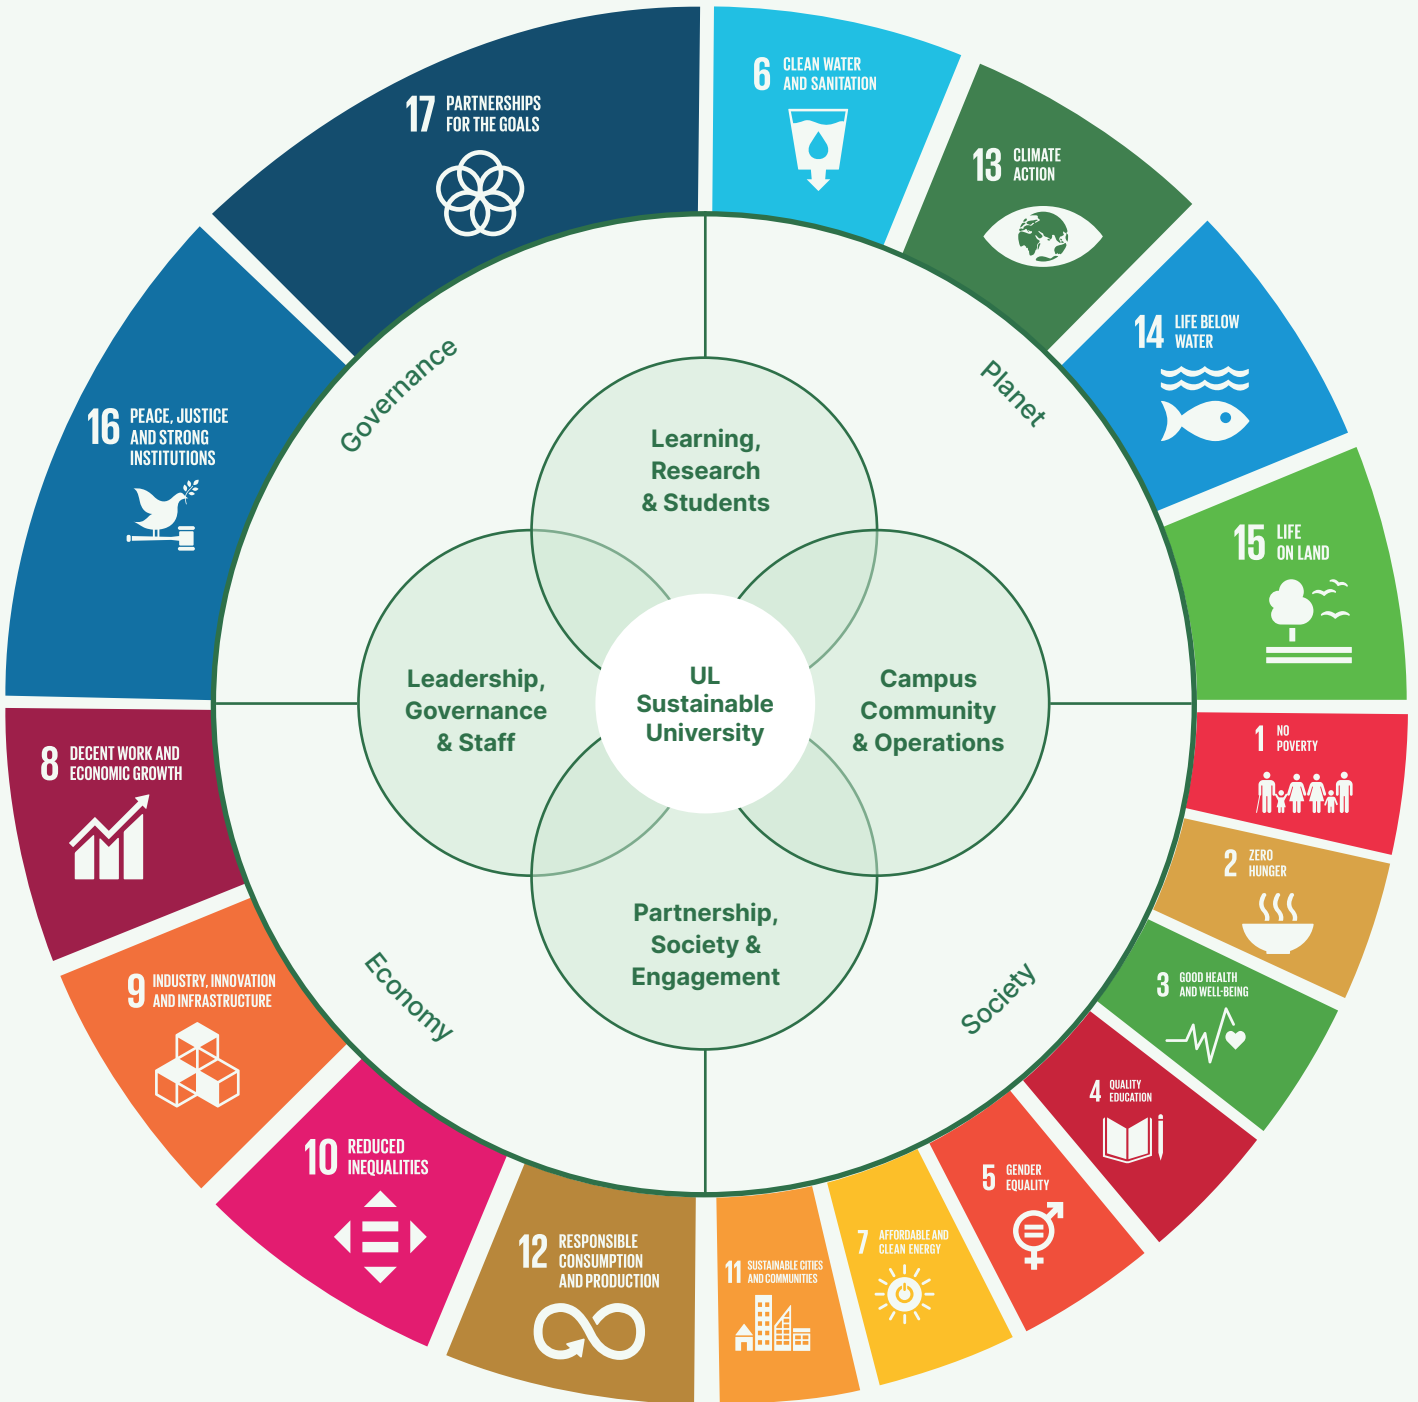 17 PARTNERSHIPS
FOR THE GOALS
6 CLEAN WATER
AND SANITATION
13 CLIMATE
ACTION
14 LIFE BELOW
WATER
15 LIFE
ON LAND
1 NO
POVERTY
2 ZERO
HUNGER
3 GOOD HEALTH
AND WELL-BEING
4 QUALITY
EDUCATION
5 GENDER
EQUALITY
7 AFFORDABLE AND
CLEAN ENERGY
11 SUSTAINABLE CITIES
AND COMMUNITIES
12 RESPONSIBLE
CONSUMPTION
AND PRODUCTION
10 REDUCED
INEQUALITIES
9 INDUSTRY, INNOVATION
AND INFRASTRUCTURE
8 DECENT WORK AND
ECONOMIC GROWTH
16 PEACE, JUSTICE
AND STRONG
INSTITUTIONS
Governance
Planet
Society
Economy
Learning,
Research
& Students
Leadership,
Governance
& Staff
UL
Sustainable
University
Campus
Community
& Operations
Partnership,
Society &
Engagement